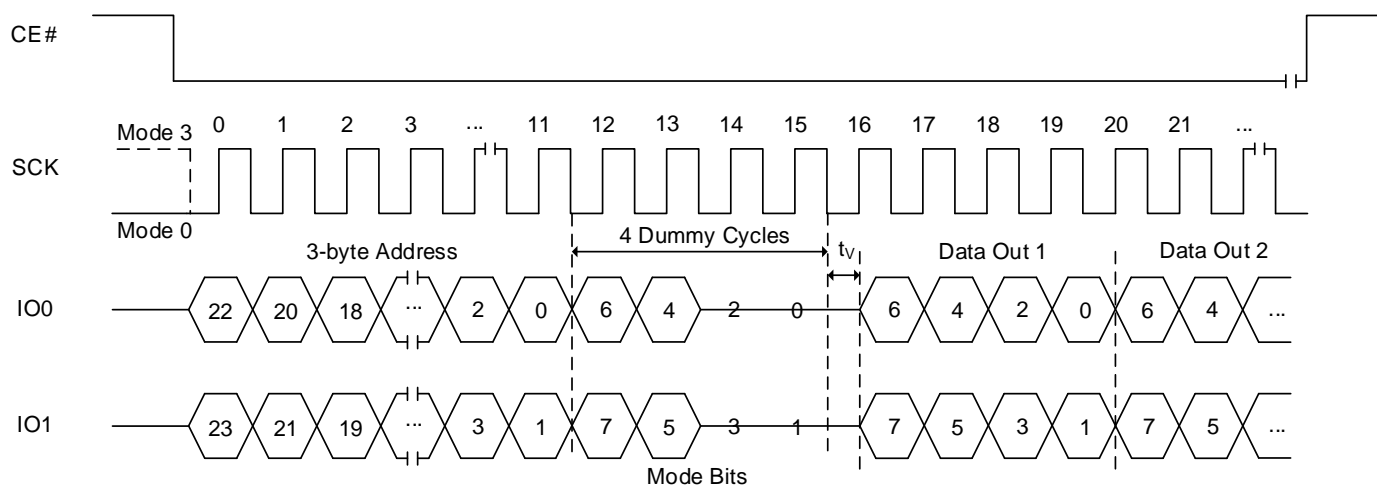 CE#
Mode 3 0 1 2 3 ... 11 12 13 14 15 16 17 18 19 20 21 ...
SCK
Mode 0
3-byte Address 4 Dummy Cycles tV Data Out 1 Data Out 2
IO0 22 20 18 ... 2 0 6 4 2 0 6 4 2 0 6 4 ...
IO1 23 21 19 ... 3 1 7 5 3 1 7 5 3 1 7 5 ...
Mode Bits